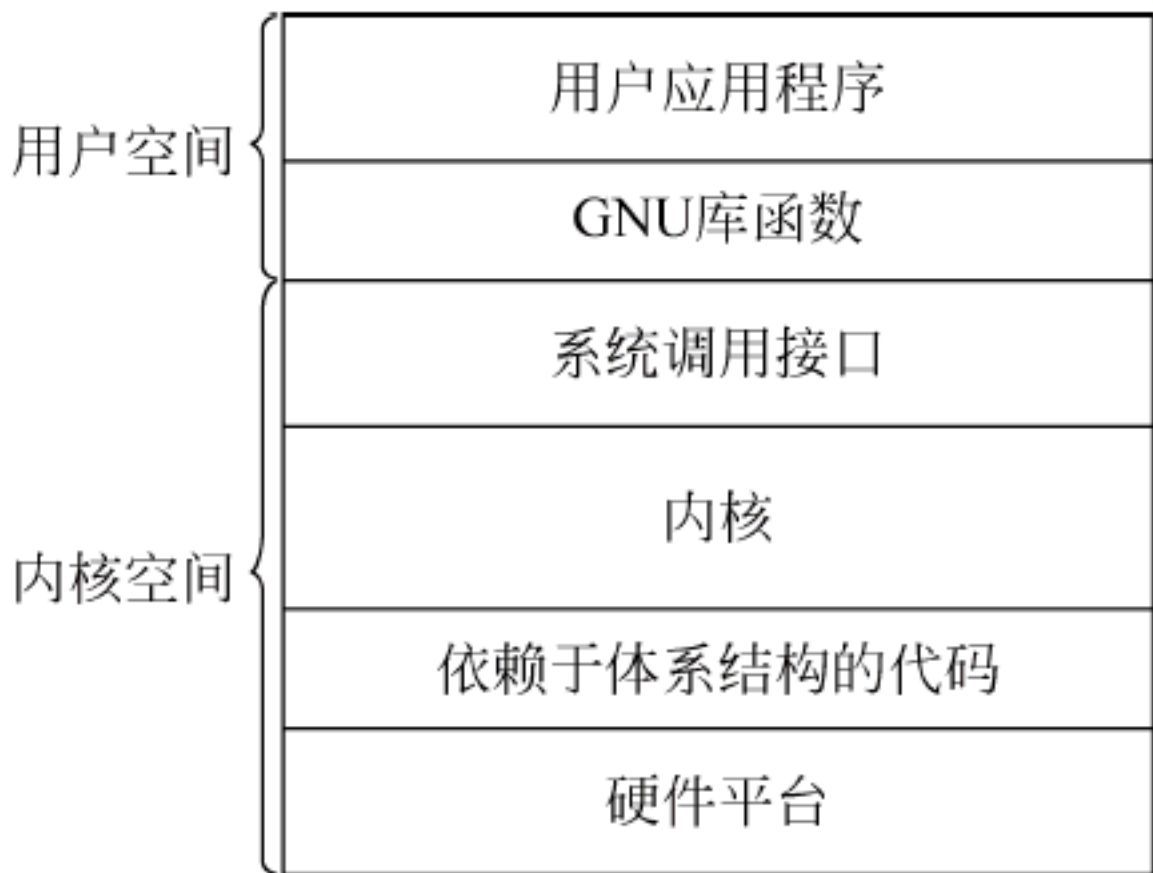 用户空间
用户应用程序
GNU库函数
内核空间
系统调用接口
内核
依赖于体系结构的代码
硬件平台